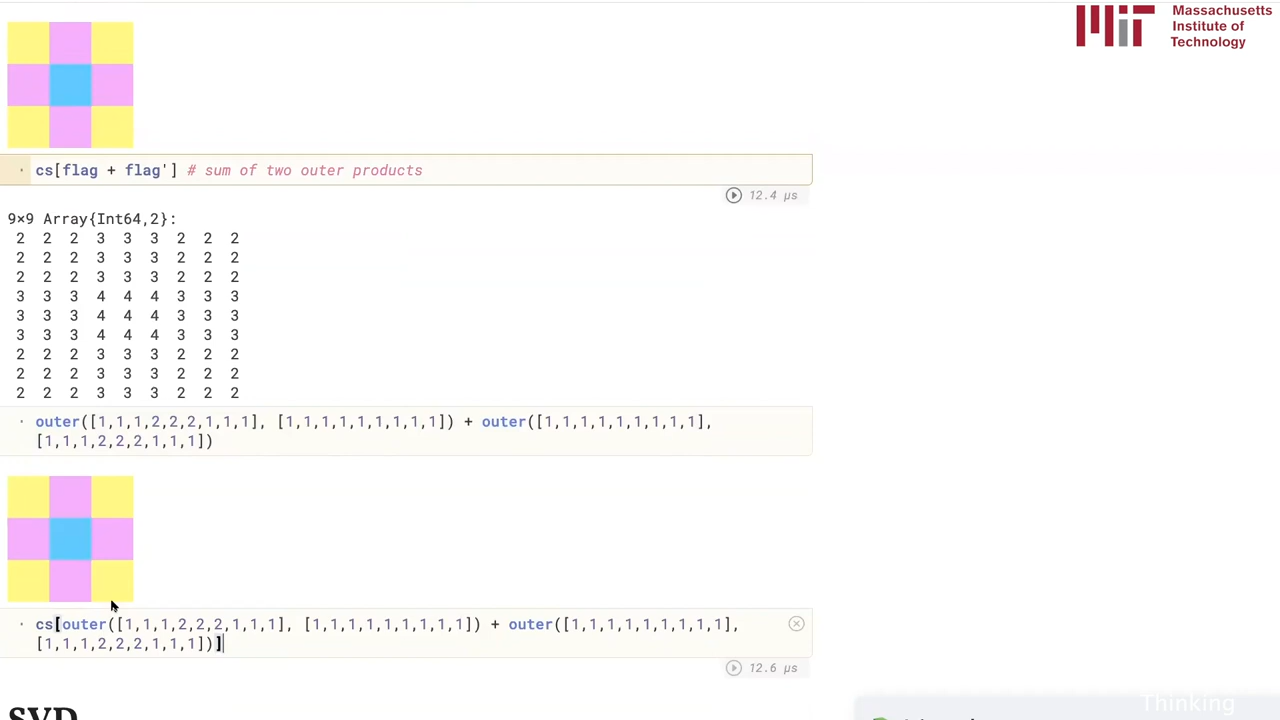 Massachusetts
Institute of
Technology
cs[flag + flag'] # sum of two outer products
12.4 μs
9×9 Array{Int64,2}:
2 2 2 3 3 3 2 2 2
2 2 2 3 3 3 2 2 2
2 2 2 3 3 3 2 2 2
3 3 3 4 4 4 3 3 3
3 3 3 4 4 4 3 3 3
3 3 3 4 4 4 3 3 3
2 2 2 3 3 3 2 2 2
2 2 2 3 3 3 2 2 2
2 2 2 3 3 3 2 2 2
outer([1,1,1,2,2,2,1,1,1], [1,1,1,1,1,1,1,1,1]) + outer([1,1,1,1,1,1,1,1,1],
[1,1,1,2,2,2,1,1,1])
cs[outer([1,1,1,2,2,2,1,1,1], [1,1,1,1,1,1,1,1,1]) + outer([1,1,1,1,1,1,1,1,1],
[1,1,1,2,2,2,1,1,1])]
12.6 μs
SVD
Thinking